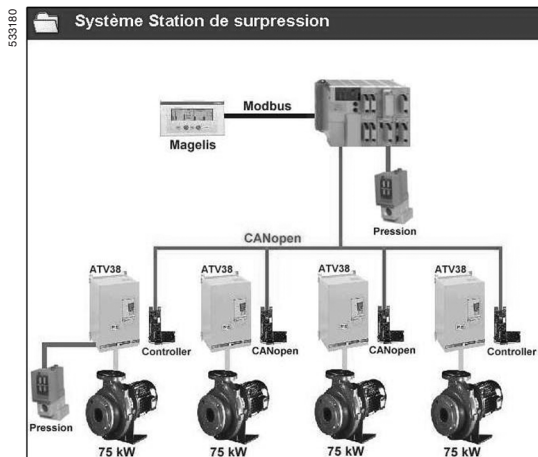 533180
Système Station de surpression
Modbus
Magelis
Pression
CANopen
ATV38
ATV38
ATV38
ATV38
Controller
CANopen
CANopen
Controller
Pression
75 kW
75 kW
75 kW
75 kW